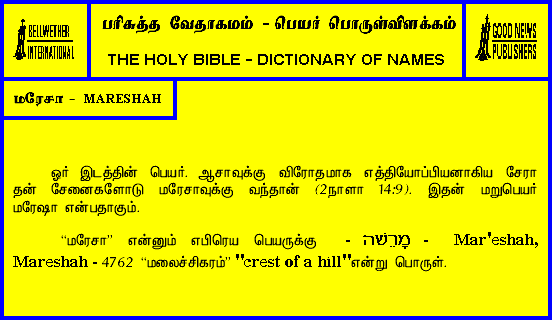 BELLWETHER
INTERNATIONAL
பரிசுத்த வேதாகமம் - பெயர் பொருள்விளக்கம்
THE HOLY BIBLE - DICTIONARY OF NAMES
GOOD NEWS
PUBLISHERS
மரேசா - MARESHAH
ஓர் இடத்தின் பெயர். ஆசாவுக்கு விரோதமாக எத்தியோப்பியனாகிய சேரா
தன் சேனைகளோடு மரேசாவுக்கு வந்தான் (2நாளா 14:9). இதன் மறுபெயர்
மரேஷா என்பதாகும்.
“மரேசா” என்னும் எபிரெய பெயருக்கு - מָרֵשָׁה - Mar'eshah,
Mareshah - 4762 “மலைச்சிகரம்” "crest of a hill"என்று பொருள்.